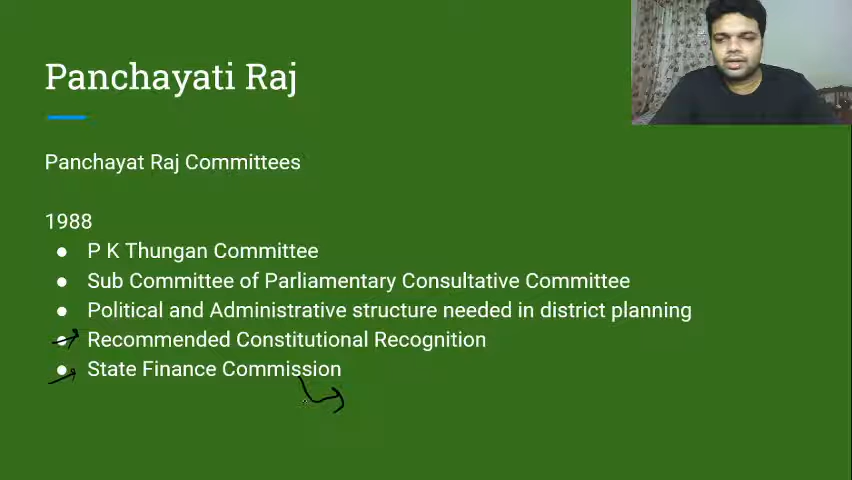 Panchayati Raj
Panchayat Raj Committees
1988
P K Thungan Committee
Sub Committee of Parliamentary Consultative Committee
Political and Administrative structure needed in district planning
Recommended Constitutional Recognition
State Finance Commission